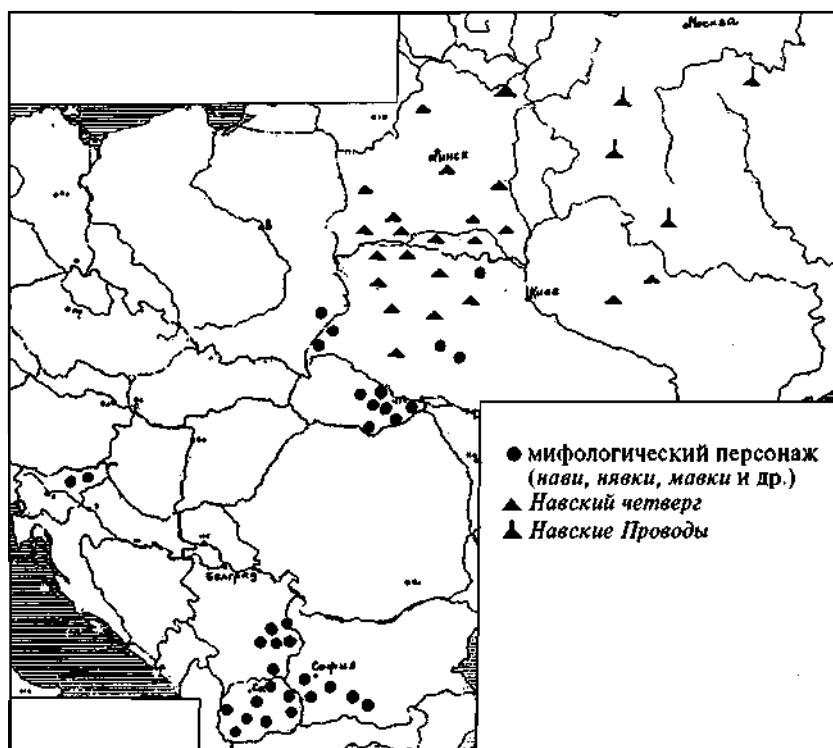 Москва
Минск
Киев
мифологический персонаж
(нави, нявки, мавки и др.)
Навский четверг
Навские Проводы
Белград
София